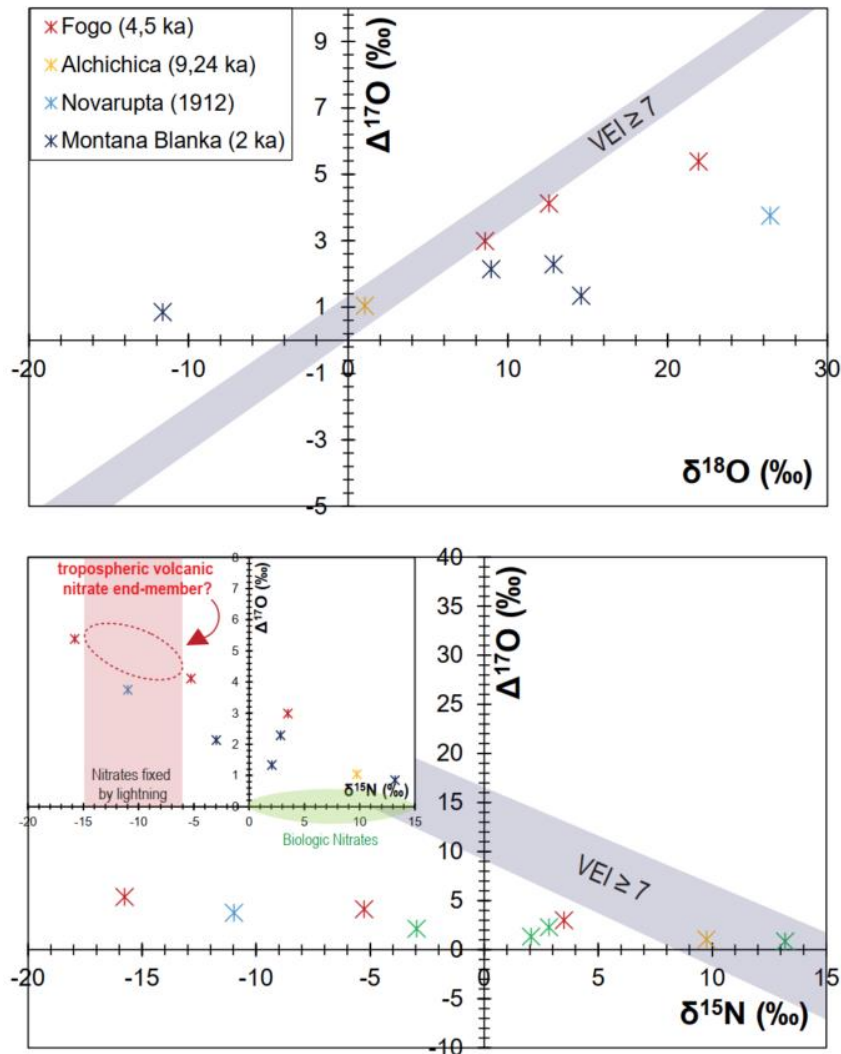 Fogo (4,5 ka)
Alchichica (9,24 ka)
Novarupta (1912)
Montana Blanka (2 ka)
Δ¹⁷O (‰)
VEI ≥ 7
9
7
5
3
1
-1
-3
-5
-20
-10
0
10
20
30
δ¹⁸O (‰)
tropospheric volcanic
nitrate end-member?
Δ¹⁷O (‰)
8
7
6
5
4
3
2
1
0
Nitrates fixed
by lightning
δ¹⁵N (‰)
-20
-15
-10
-5
0
5
10
15
Biologic Nitrates
Δ¹⁷O (‰)
40
35
30
25
20
15
10
5
0
-5
-10
VEI ≥ 7
-20
-15
-10
-5
0
5
10
15
δ¹⁵N (‰)